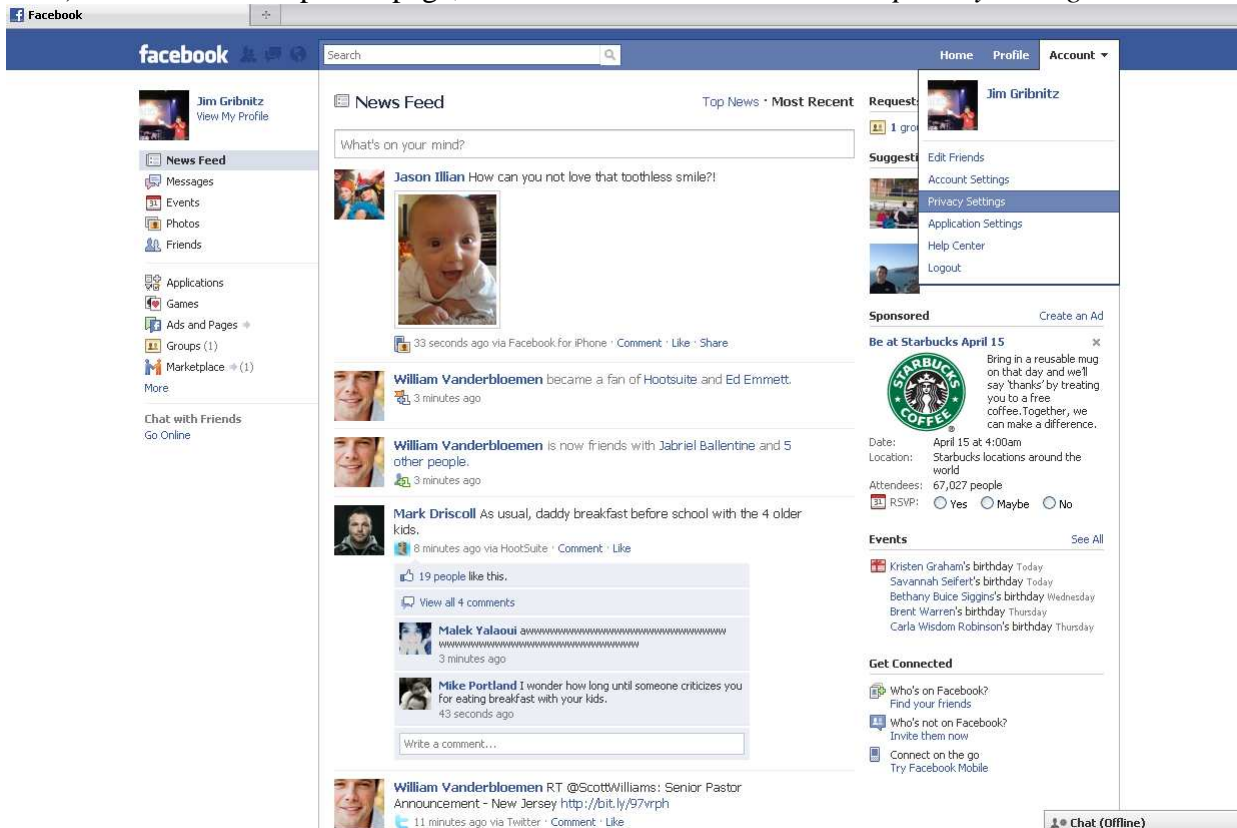 Facebook
facebook
Search
Home Profile Account
Jim Gribnitz
View My Profile
News Feed
Messages
Events
Photos
Friends
Applications
Games
Ads and Pages
Groups (1)
Marketplace (1)
More
Chat with Friends
Go Online
News Feed
Top News · Most Recent
What's on your mind?
Jason Illian How can you not love that toothless smile?!
33 seconds ago via Facebook for iPhone · Comment · Like · Share
William Vanderbloemen became a fan of Hootsuite and Ed Emmett.
3 minutes ago
William Vanderbloemen is now friends with Jabriel Ballentine and 5
other people.
3 minutes ago
Mark Driscoll As usual, daddy breakfast before school with the 4 older
kids.
8 minutes ago via HootSuite · Comment · Like
19 people like this.
View all 4 comments
Malek Yalaoui
3 minutes ago
Mike Portland I wonder how long until someone criticizes you
for eating breakfast with your kids.
43 seconds ago
Write a comment...
William Vanderbloemen RT @ScottWilliams: Senior Pastor
Announcement - New Jersey http://bit.ly/97vrph
11 minutes ago via Twitter · Comment · Like
Jim Gribnitz
Edit Friends
Account Settings
Privacy Settings
Application Settings
Help Center
Logout
Sponsored
Create an Ad
Be at Starbucks April 15
STARBUCKS
COFFEE
Bring in a reusable mug
on that day and we'll
say 'thanks' by treating
you to a free
coffee.Together, we
can make a difference.
Date: April 15 at 4:00am
Location: Starbucks locations around the
world
Attendees: 67,027 people
31 RSVP: Yes Maybe No
Events
See All
Kristen Graham's birthday Today
Savannah Seifert's birthday Today
Bethany Buice Siggins's birthday Wednesday
Brent Warren's birthday Thursday
Carla Wisdom Robinson's birthday Thursday
Get Connected
Who's on Facebook?
Find your friends
Who's not on Facebook?
Invite them now
Connect on the go
Try Facebook Mobile
Chat (Offline)